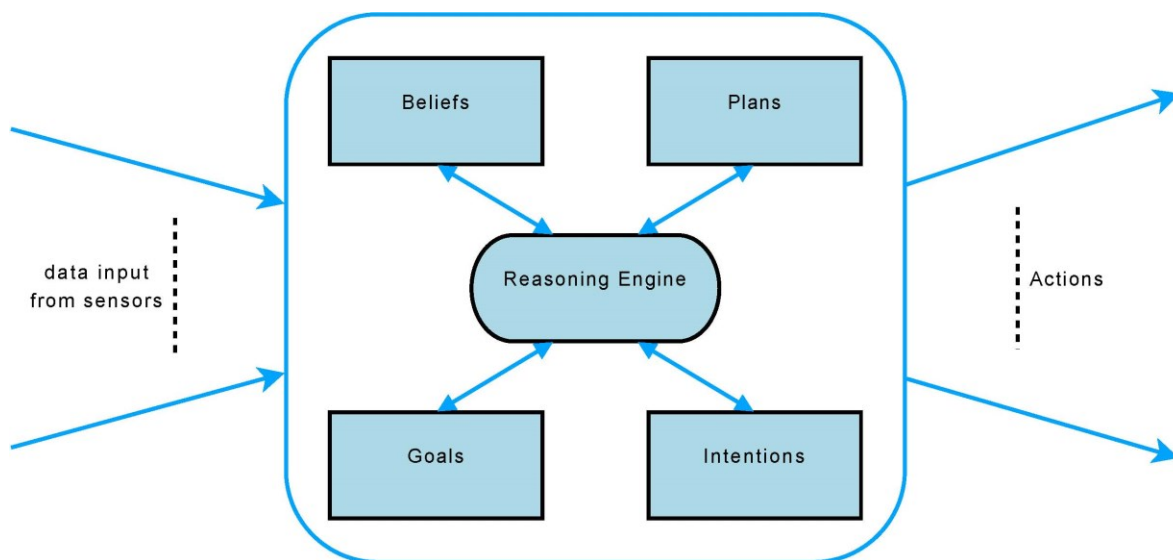 Beliefs
Plans
Reasoning Engine
data input
from sensors
Actions
Goals
Intentions